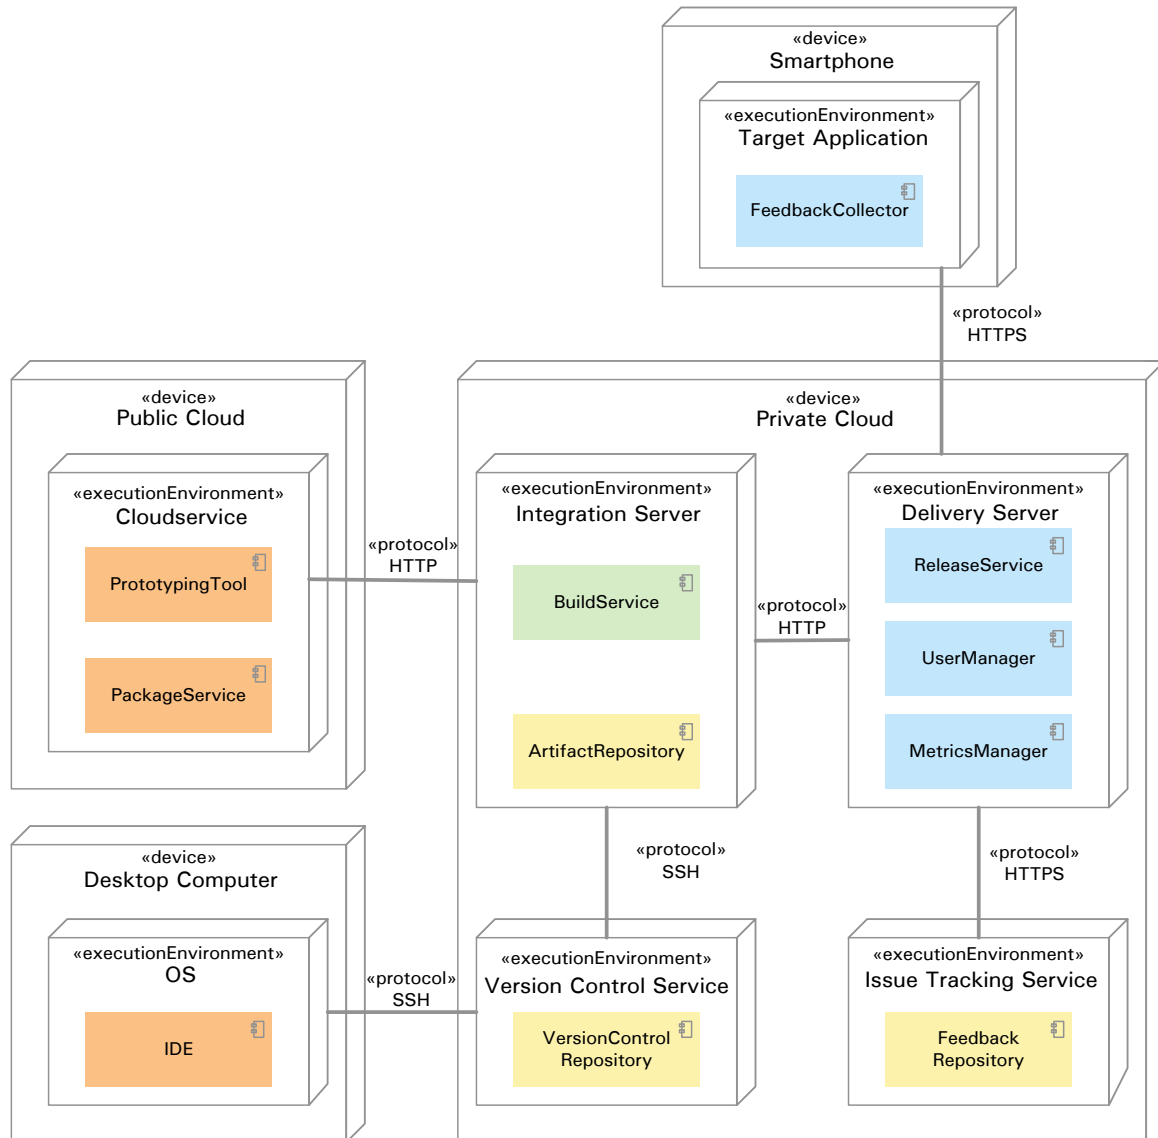 «device»
Smartphone
«executionEnvironment»
Target Application
FeedbackCollector
«protocol»
HTTPS
«device»
Public Cloud
«executionEnvironment»
Cloudservice
PrototypingTool
PackageService
«protocol»
HTTP
«device»
Private Cloud
«executionEnvironment»
Integration Server
BuildService
ArtifactRepository
«protocol»
HTTP
«executionEnvironment»
Delivery Server
ReleaseService
UserManager
MetricsManager
«protocol»
SSH
«protocol»
HTTPS
«device»
Desktop Computer
«executionEnvironment»
OS
IDE
«protocol»
SSH
«executionEnvironment»
Version Control Service
VersionControl
Repository
«executionEnvironment»
Issue Tracking Service
Feedback
Repository